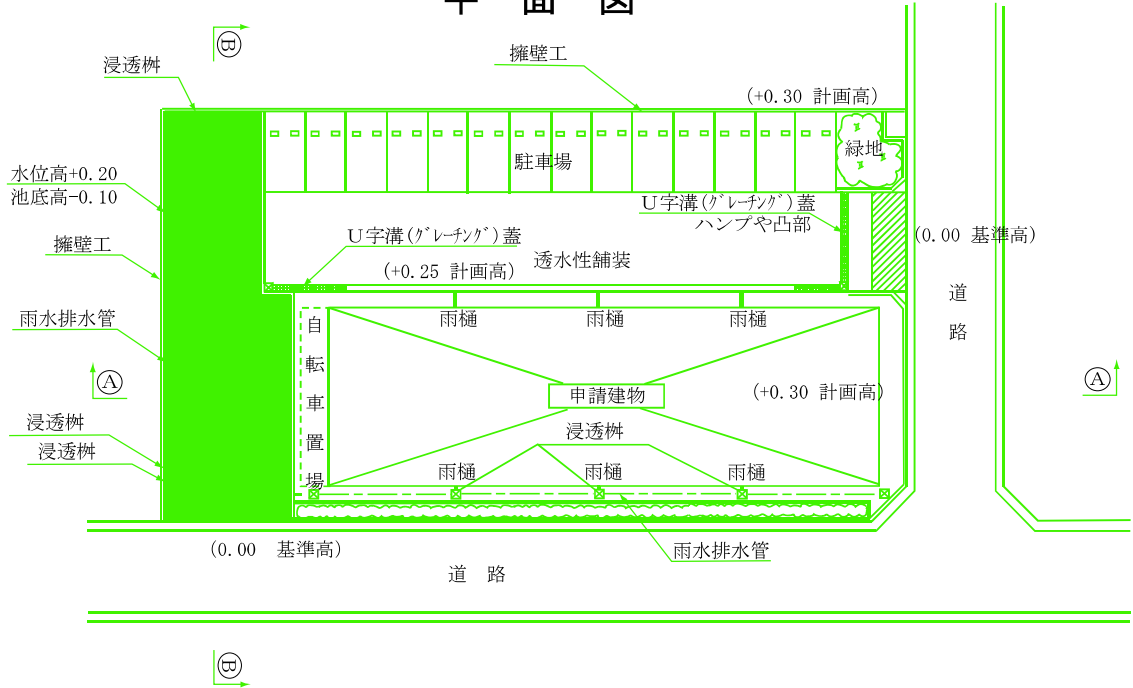 平面図
Ⓑ
浸透桝
擁壁工
(+0.30 計画高)
駐車場
緑地
水位高+0.20
池底高-0.10
U字溝(グレーチング)蓋
ハンプや凸部
擁壁工
U字溝(グレーチング)蓋
(0.00 基準高)
透水性舗装
(+0.25 計画高)
道路
雨水排水管
雨樋
雨樋
雨樋
自転車置場
Ⓐ
Ⓐ
申請建物
(+0.30 計画高)
浸透桝
浸透桝
浸透桝
雨樋
雨樋
雨樋
(0.00 基準高)
雨水排水管
道路
Ⓑ